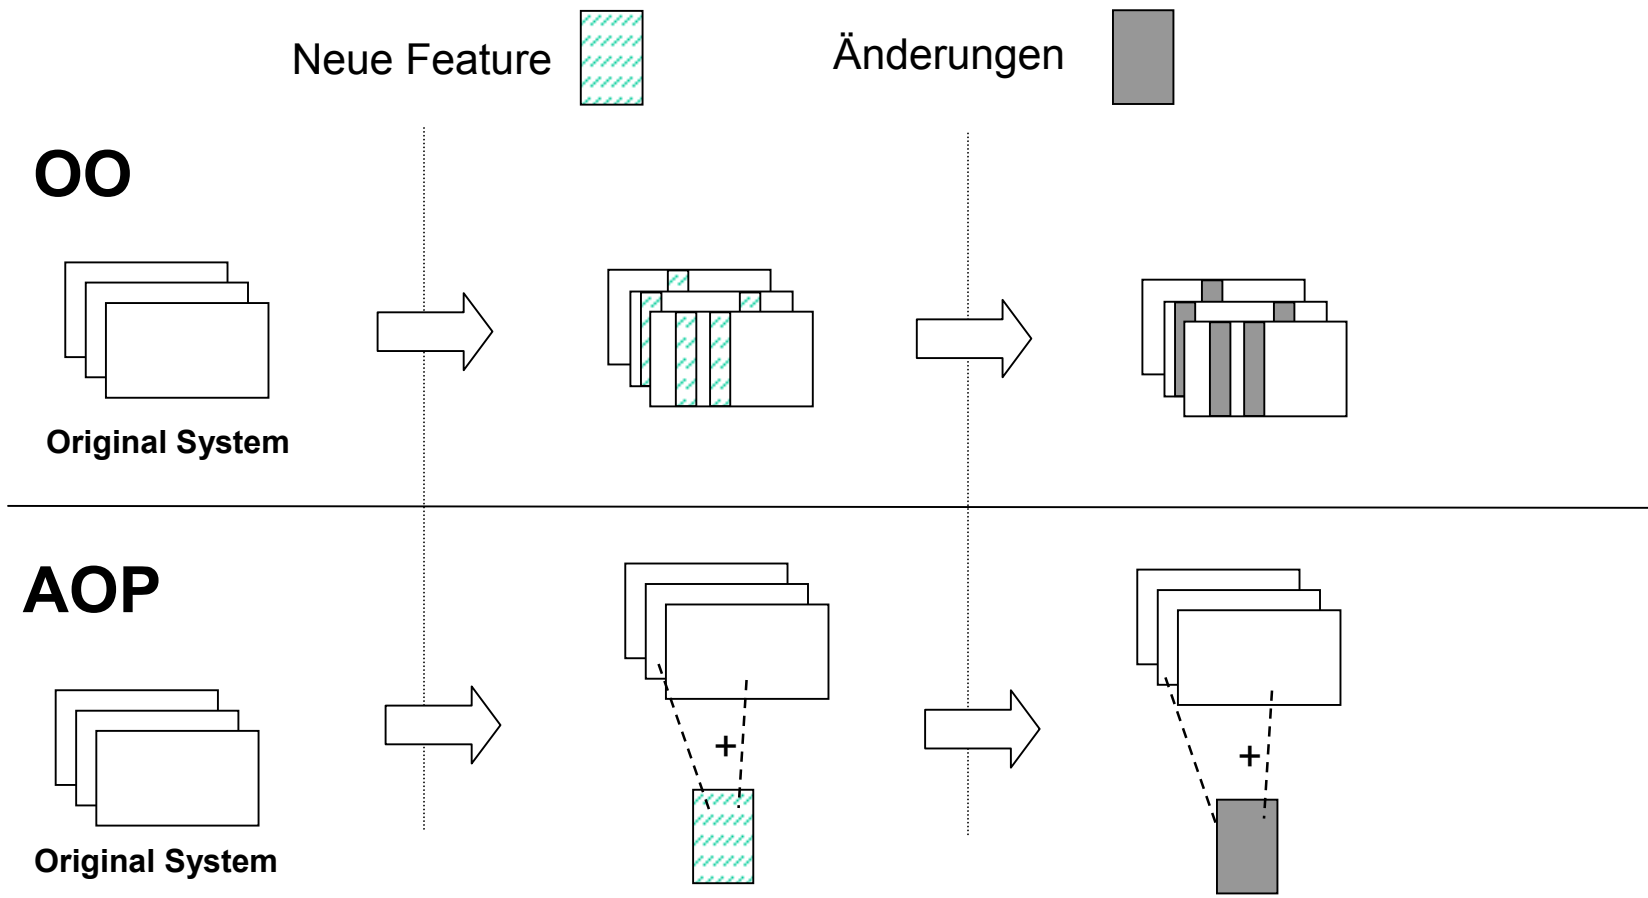 Neue Feature
Änderungen
OO
Original System
AOP
+
+
Original System